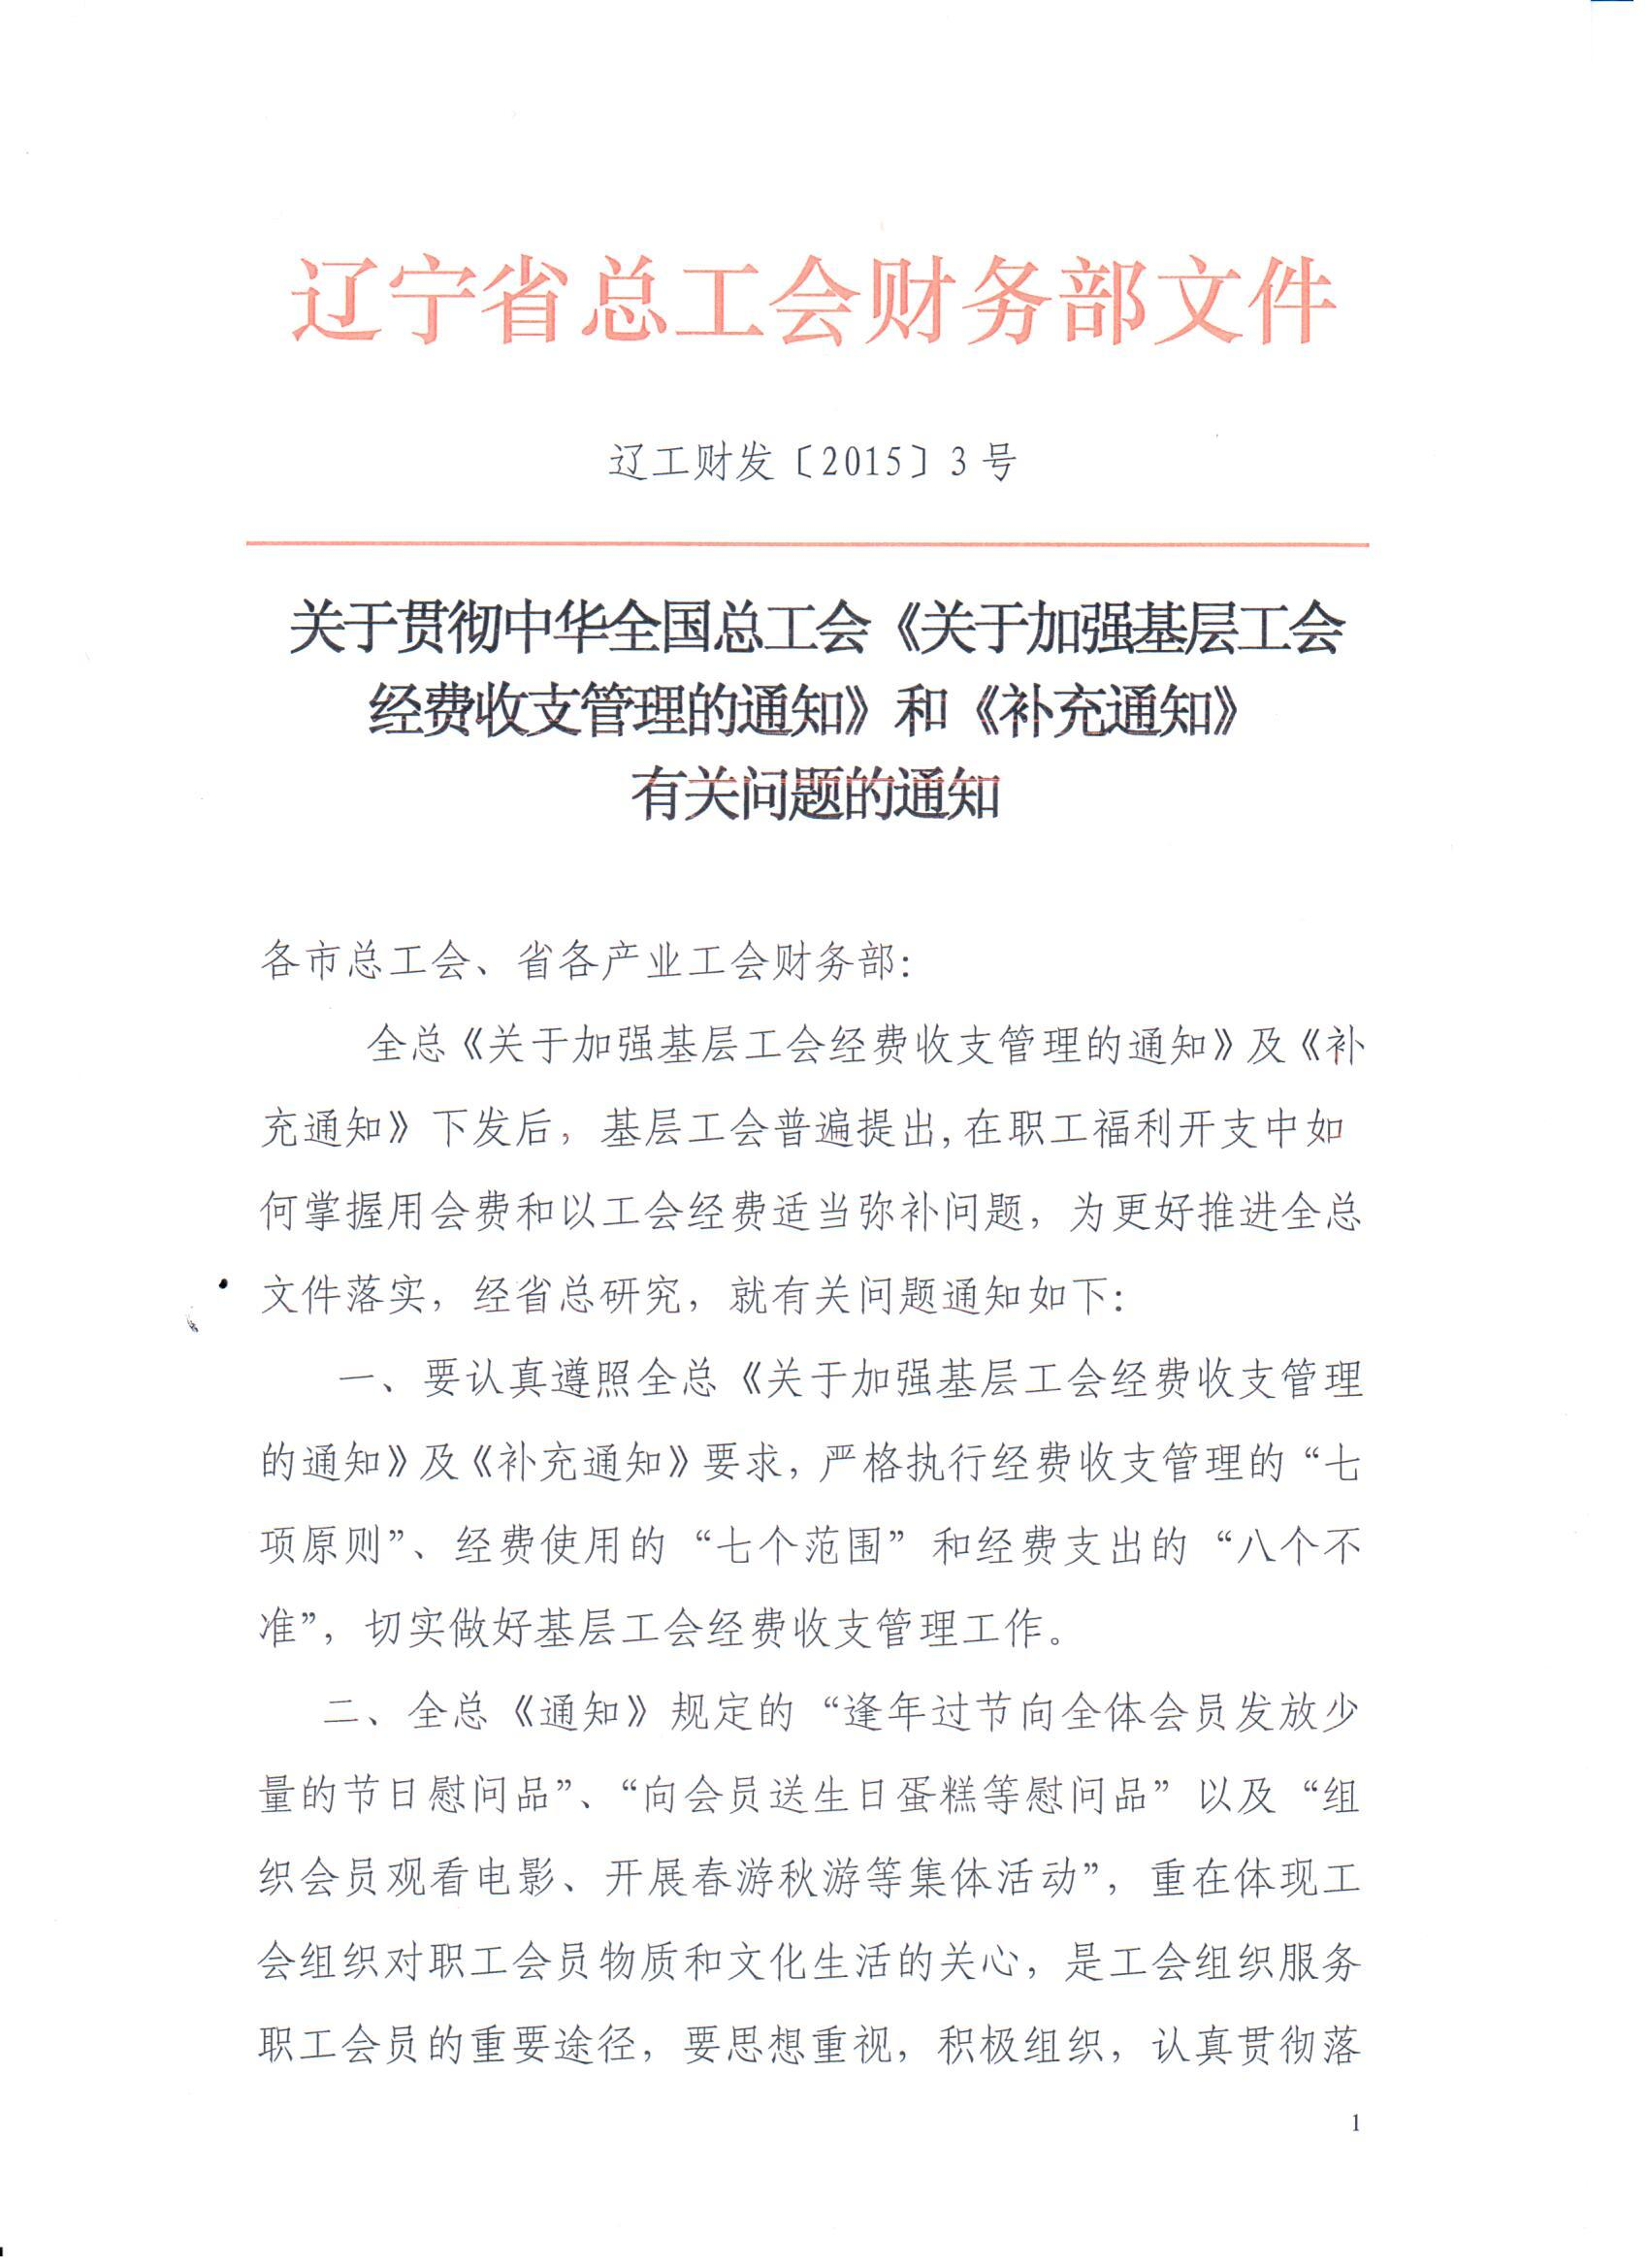 辽宁省总工会财务部文件
辽工财发〔2015〕3号
关于贯彻中华全国总工会《关于加强基层工会
经费收支管理的通知》和《补充通知》
有关问题的通知
各市总工会、省各产业工会财务部：
全总《关于加强基层工会经费收支管理的通知》及《补
充通知》下发后，基层工会普遍提出,在职工福利开支中如
何掌握用会费和以工会经费适当弥补问题，为更好推进全总
文件落实，经省总研究，就有关问题通知如下：
一、要认真遵照全总《关于加强基层工会经费收支管理
的通知》及《补充通知》要求，严格执行经费收支管理的“七
项原则”、经费使用的“七个范围”和经费支出的“八个不
准”，切实做好基层工会经费收支管理工作。
二、全总《通知》规定的“逢年过节向全体会员发放少
量的节日慰问品”、“向会员送生日蛋糕等慰问品”以及“组
织会员观看电影、开展春游秋游等集体活动”，重在体现工
会组织对职工会员物质和文化生活的关心，是工会组织服务
职工会员的重要途径，要思想重视，积极组织，认真贯彻落
1